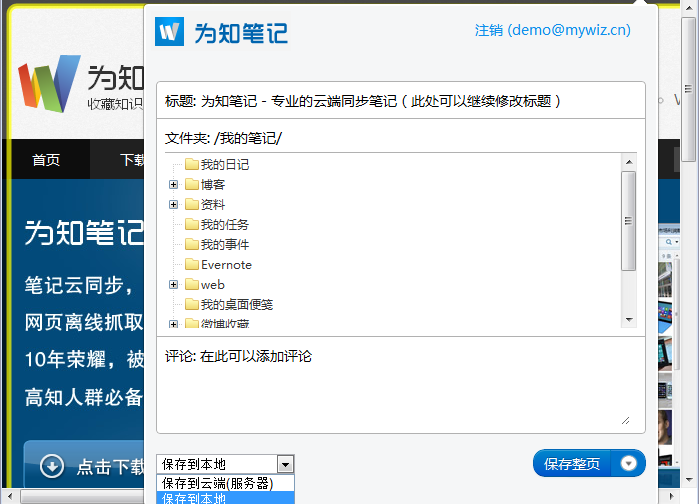 为知笔记
注销 (demo@mywiz.cn)
为知
收藏知识
标题: 为知笔记 - 专业的云端同步笔记 ( 此处可以继续修改标题 )
文件夹: /我的笔记/
首页
下载
我的日记
博客
资料
我的任务
我的事件
Evernote
web
我的桌面便笺
微博收藏
为知笔记
笔记云同步，
网页离线抓取
10年荣耀，被
高知人群必备
点击下载
评论: 在此可以添加评论
保存到本地
保存整页
保存到云端(服务器)
保存到本地